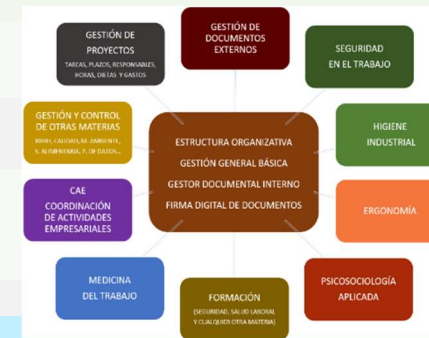 GESTIÓN DE
PROYECTOS
TAREAS, PLAZOS, RESPONSABLES,
HORAS, DIETAS Y GASTOS
GESTIÓN DE
DOCUMENTOS
EXTERNOS
SEGURIDAD
EN EL TRABAJO
GESTIÓN Y CONTROL
DE OTRAS MATERIAS
RRHH, CALIDAD, M. AMBIENTE,
S. ALIMENTARIA, P. DE DATOS...
ESTRUCTURA ORGANIZATIVA
GESTIÓN GENERAL BÁSICA
GESTOR DOCUMENTAL INTERNO
FIRMA DIGITAL DE DOCUMENTOS
HIGIENE
INDUSTRIAL
CAE
COORDINACIÓN
DE ACTIVIDADES
EMPRESARIALES
ERGONOMÍA
MEDICINA
DEL TRABAJO
FORMACIÓN
(SEGURIDAD, SALUD LABORAL
Y CUALQUIER OTRA MATERIA)
PSICOSOCIOLOGÍA
APLICADA